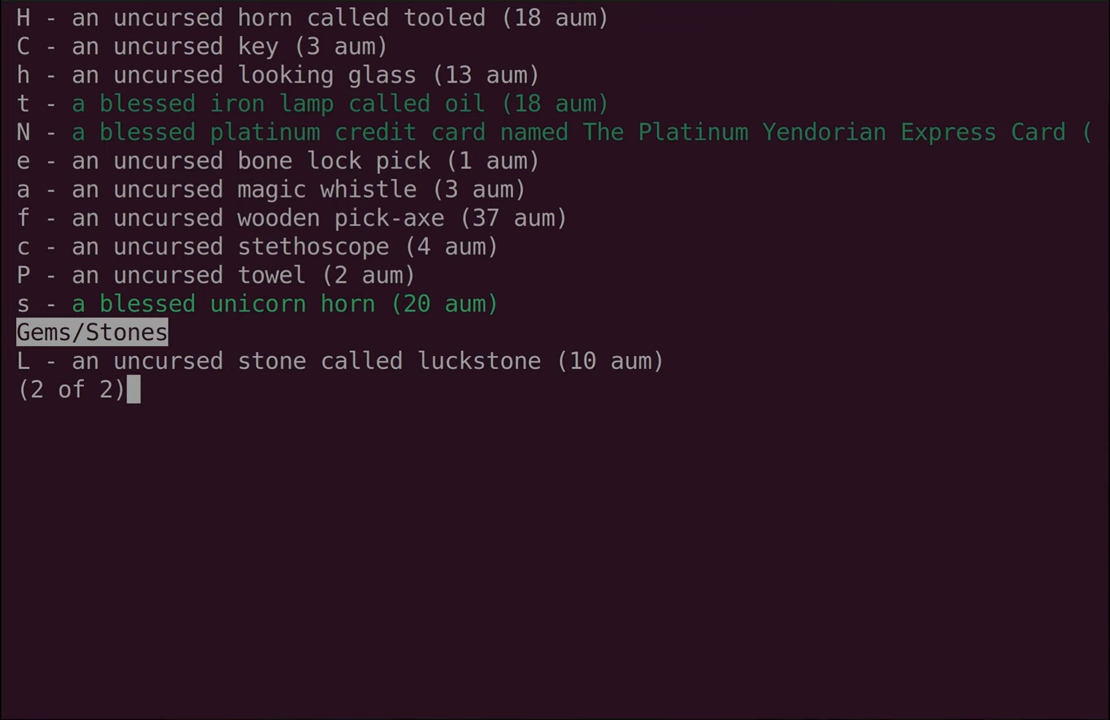 H - an uncursed horn called tooled (18 aum)
C - an uncursed key (3 aum)
h - an uncursed looking glass (13 aum)
t - a blessed iron lamp called oil (18 aum)
N - a blessed platinum credit card named The Platinum Yendorian Express Card (
e - an uncursed bone lock pick (1 aum)
a - an uncursed magic whistle (3 aum)
f - an uncursed wooden pick-axe (37 aum)
c - an uncursed stethoscope (4 aum)
P - an uncursed towel (2 aum)
s - a blessed unicorn horn (20 aum)
Gems/Stones
L - an uncursed stone called luckstone (10 aum)
(2 of 2)